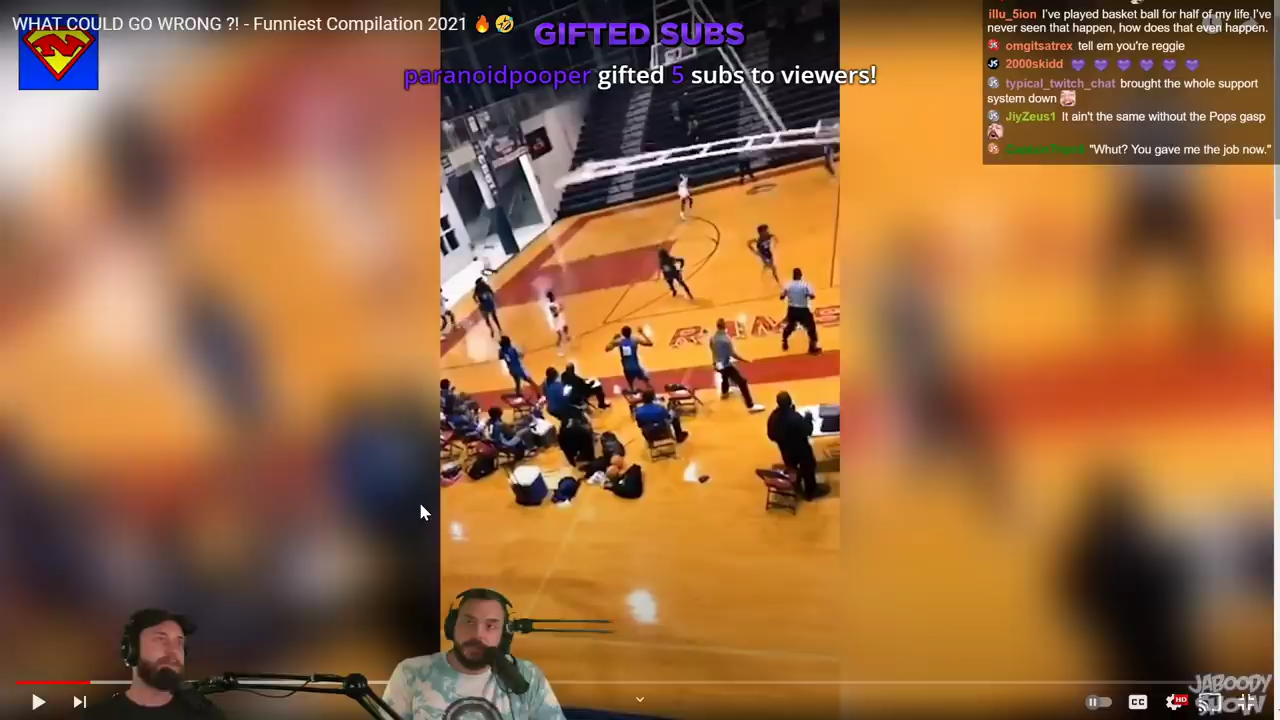 WHAT COULD GO WRONG ?! - Funniest Compilation 2021 🔥🤣
N
GIFTED SUBS
paranoidpooper gifted 5 subs to viewers!
illu_5ion I've played basket ball for half of my life I've
never seen that happen, how does that even happen.
omgitsatrex tell em you're reggie
2000skidd 💜 💜 💜 💜 💜 💜
typical_twitch_chat brought the whole support
system down
JiyZeus1 It ain't the same without the Pops gasp
"Whut? You gave me the job now."
RAMS
CC
HD
JABOODY
SHOW